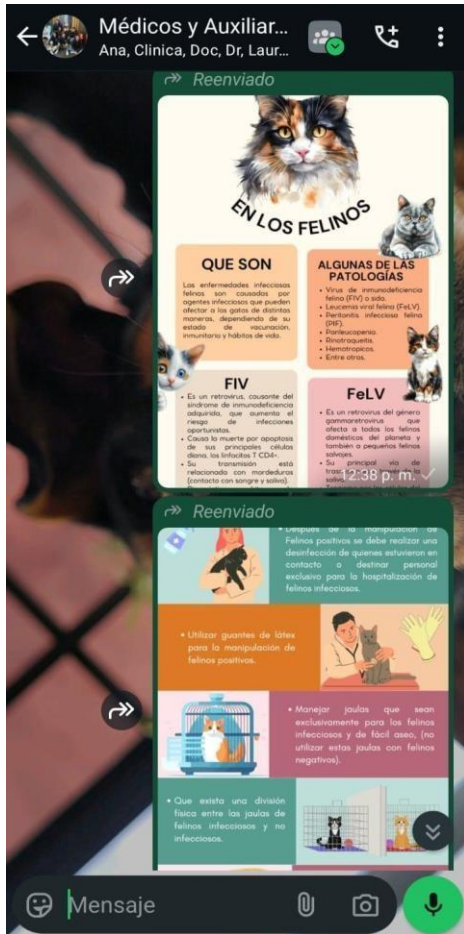 Médicos y Auxiliar...
Ana, Clinica, Doc, Dr, Laur...
Reenviado
EN LOS FELINOS
QUE SON
Las enfermedades infecciosas
felinas son causadas por
agentes infecciosos que pueden
afectar a los gatos de distintas
maneras, dependiendo de su
estado de vacunación,
inmunitario y hábitos de vida.
ALGUNAS DE LAS
PATOLOGÍAS
• Virus de inmunodeficiencia
felina (FIV) o sida.
• Leucemia viral felina (FeLV)
• Peritonitis infecciosa felina
(PIF).
• Panleucopenia.
• Rinotraqueitis.
• Hemotropicos.
• Entre otras.
FIV
• Es un retrovirus, causante del
síndrome de inmunodeficiencia
adquirida, que aumenta el
riesgo de infecciones
oportunistas.
• Causa la muerte por apoptosis
de sus principales células
diana, los linfocitos T CD4+.
• Su transmisión está
relacionada con mordeduras
(contacto con sangre y saliva).
FeLV
• Es un retrovirus del género
gammaretrovirus que
afecta a todos los felinos
domésticos del planeta y
también a pequeños felinos
salvajes.
• Su principal vía de
12:38 p. m.
Reenviado
• Después de la manipulación de
Felinos positivos se debe realizar una
desinfección de quienes estuvieron en
contacto o destinar personal
exclusivo para la hospitalización de
felinos infecciosos.
• Utilizar guantes de látex
para la manipulación de
felinos positivos.
• Manejar jaulas que sean
exclusivamente para los felinos
infecciosos y de fácil aseo, (no
utilizar estas jaulas con felinos
negativos).
• Que exista una división
física entre las jaulas de
felinos infecciosos y no
infecciosos.
Mensaje